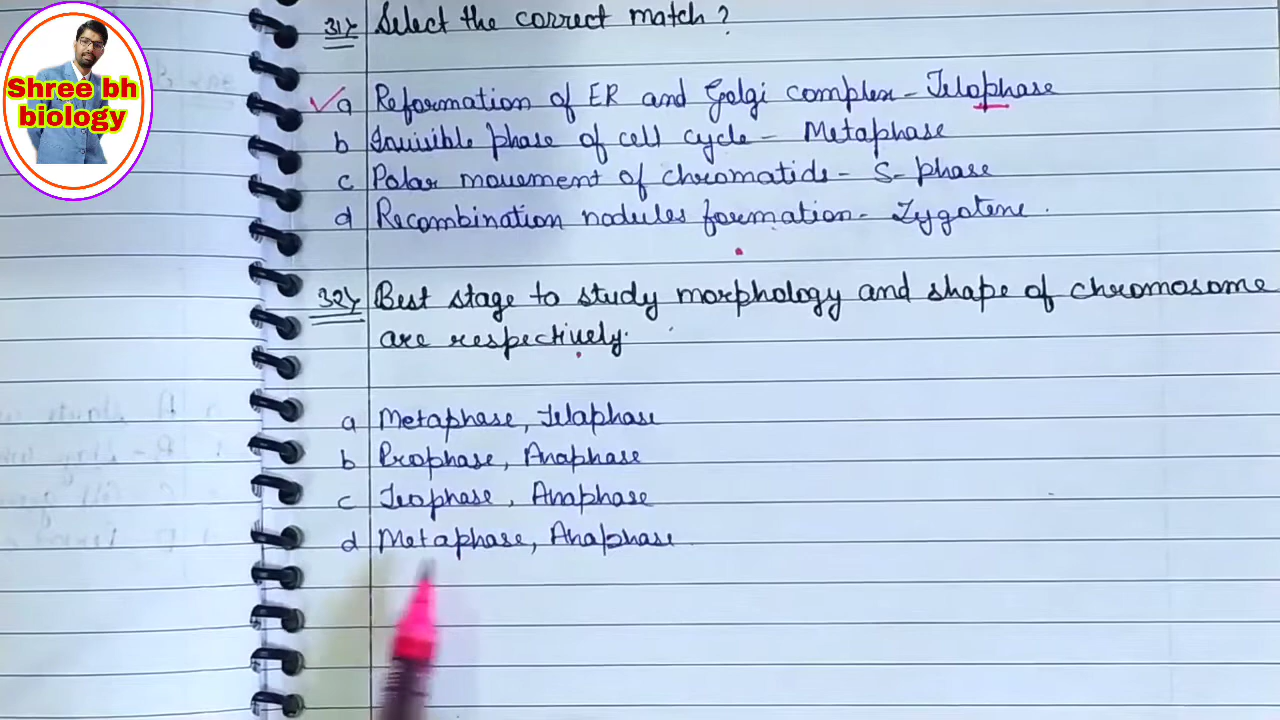 Shree bh
biology
31) Select the correct match?
a Reformation of ER and Golgi complex - Telophase
b Invisible phase of cell cycle - Metaphase
c Polar movement of chromatids - S-phase
d Recombination nodules formation - Zygotene.
32) Best stage to study morphology and shape of chromosome
are respectively.
a Metaphase, Telophase
b Prophase, Anaphase
c Teophase, Anaphase
d Metaphase, Anaphase